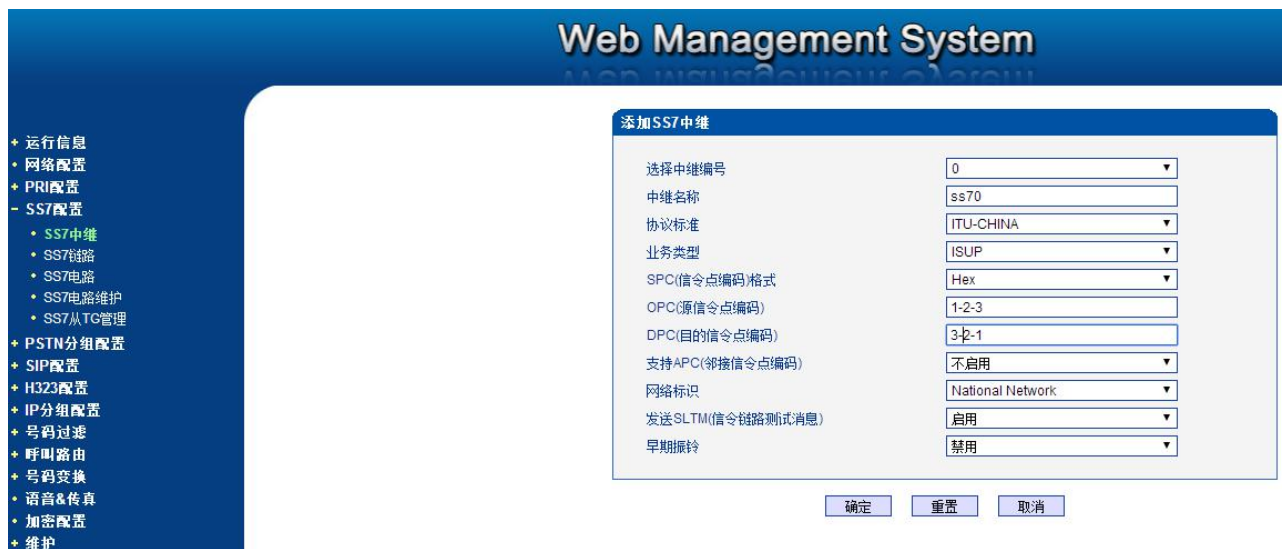 Web Management System
+ 运行信息
• 网络配置
+ PRI配置
- SS7配置
• SS7中继
• SS7链路
• SS7电路
• SS7电路维护
• SS7从TG管理
+ PSTN分组配置
+ SIP配置
+ H323配置
+ IP分组配置
+ 号码过滤
+ 呼叫路由
+ 号码变换
• 语音&传真
• 加密配置
+ 维护
添加SS7中继
选择中继编号 0
中继名称 ss70
协议标准 ITU-CHINA
业务类型 ISUP
SPC(信令点编码)格式 Hex
OPC(源信令点编码) 1-2-3
DPC(目的信令点编码) 3-2-1
支持APC(邻接信令点编码) 不启用
网络标识 National Network
发送SLTM(信令链路测试消息) 启用
早期振铃 禁用
确定 重置 取消